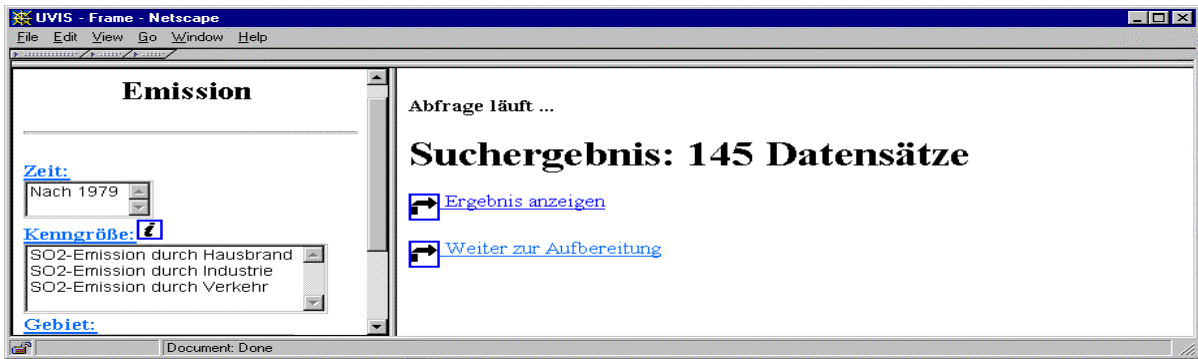 UVIS - Frame - Netscape
File Edit View Go Window Help
Emission
Zeit:
Nach 1979
Kenngröße: i
SO2-Emission durch Hausbrand
SO2-Emission durch Industrie
SO2-Emission durch Verkehr
Gebiet:
Abfrage läuft ...
Suchergebnis: 145 Datensätze
Ergebnis anzeigen
Weiter zur Aufbereitung
Document: Done